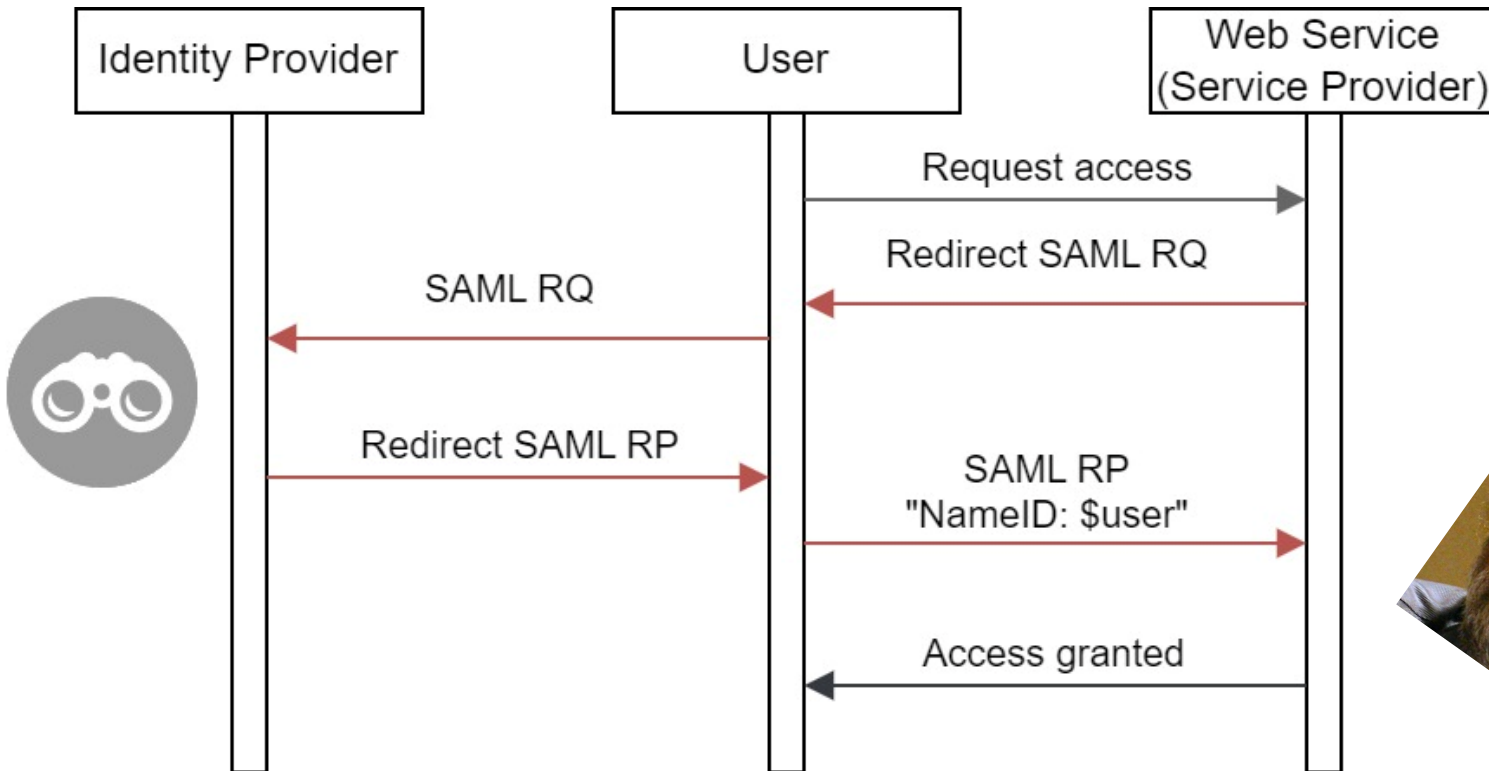 Identity Provider
User
Web Service
(Service Provider)
Request access
Redirect SAML RQ
SAML RQ
Redirect SAML RP
SAML RP
"NameID: $user"
Access granted